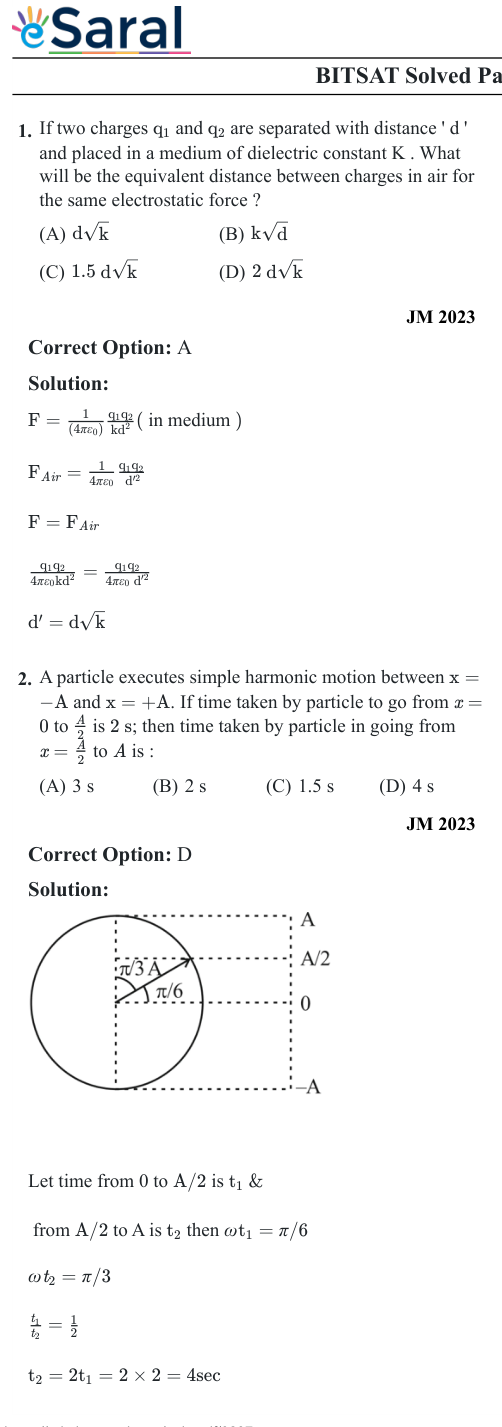 eSaral
BITSAT Solved Pa
1. If two charges q₁ and q₂ are separated with distance ' d '
and placed in a medium of dielectric constant K . What
will be the equivalent distance between charges in air for
the same electrostatic force ?
(A) d√k (B) k√d
(C) 1.5 d√k (D) 2 d√k
JM 2023
Correct Option: A
Solution:
F = 1/(4πε₀) q₁q₂/kd² ( in medium )
F_Air = 1/4πε₀ q₁q₂/d′²
F = F_Air
q₁q₂/4πε₀kd² = q₁q₂/4πε₀ d′²
d′ = d√k
2. A particle executes simple harmonic motion between x =
−A and x = +A. If time taken by particle to go from x =
0 to A/2 is 2 s; then time taken by particle in going from
x = A/2 to A is :
(A) 3 s (B) 2 s (C) 1.5 s (D) 4 s
JM 2023
Correct Option: D
Solution:
A
π/3 A A/2
π/6
0
–A
Let time from 0 to A/2 is t₁ &
from A/2 to A is t₂ then ωt₁ = π/6
ωt₂ = π/3
t₁/t₂ = 1/2
t₂ = 2t₁ = 2 × 2 = 4sec